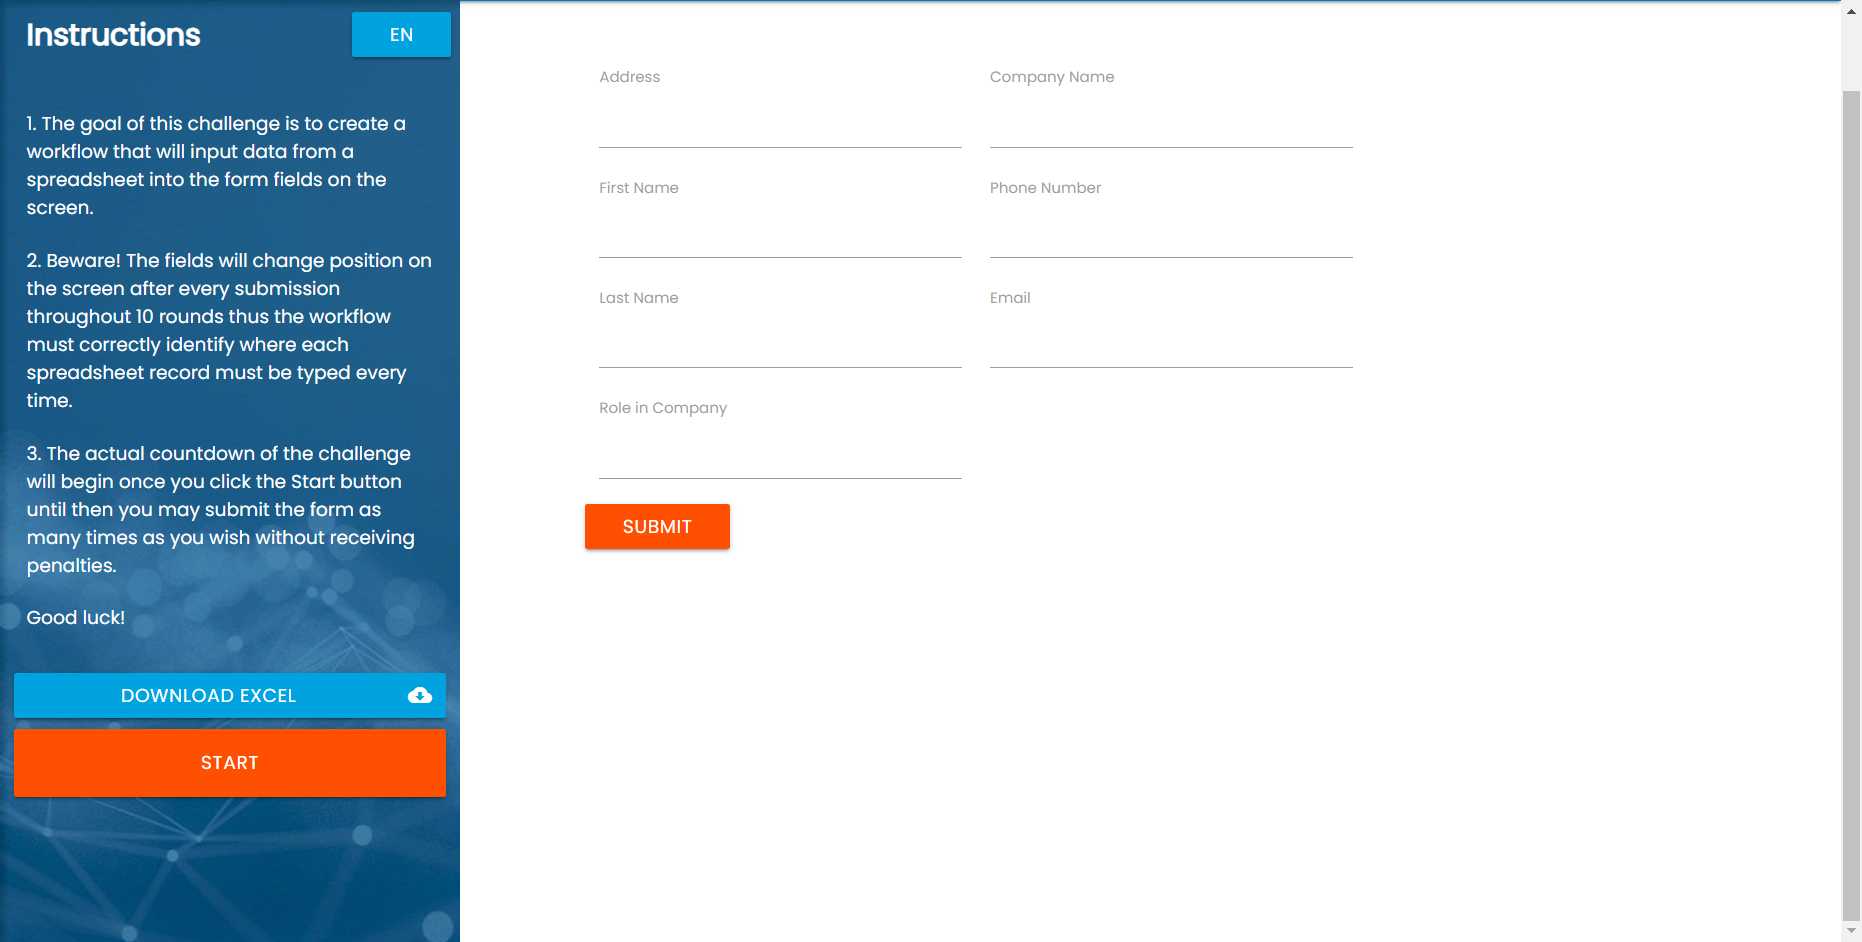 Instructions
EN
1. The goal of this challenge is to create a
workflow that will input data from a
spreadsheet into the form fields on the
screen.
2. Beware! The fields will change position on
the screen after every submission
throughout 10 rounds thus the workflow
must correctly identify where each
spreadsheet record must be typed every
time.
3. The actual countdown of the challenge
will begin once you click the Start button
until then you may submit the form as
many times as you wish without receiving
penalties.
Good luck!
DOWNLOAD EXCEL
START
Address
Company Name
First Name
Phone Number
Last Name
Email
Role in Company
SUBMIT